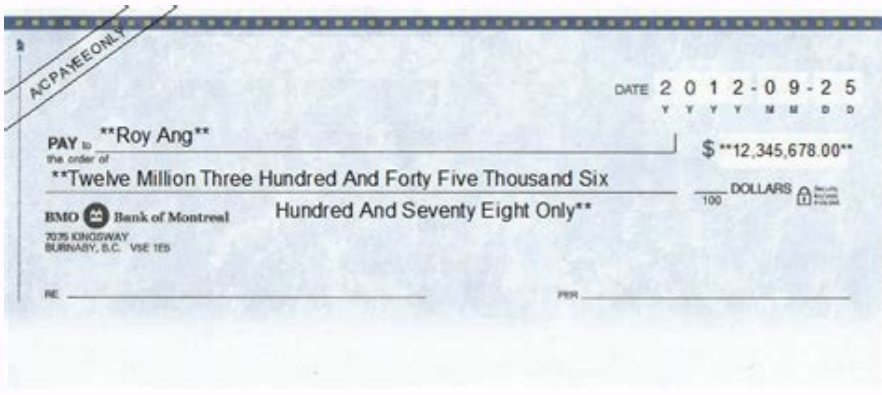 A/C PAYEE ONLY
DATE 2 0 1 2 - 0 9 - 2 5
Y Y Y Y M M D D
PAY to **Roy Ang**
the order of
$ **12,345,678.00**
**Twelve Million Three Hundred And Forty Five Thousand Six
100 DOLLARS
Hundred And Seventy Eight Only**
BMO Bank of Montreal
7075 KINGSWAY
BURNABY, B.C. V5E 1E5
RE
PER